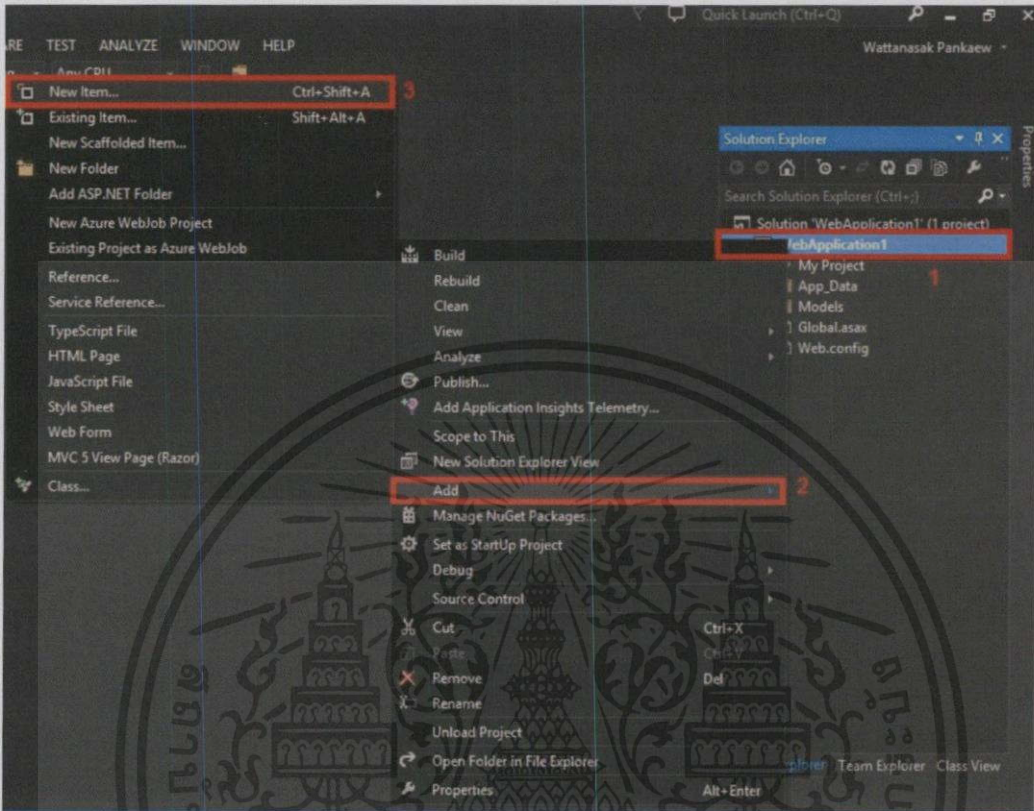 Quick Launch (Ctrl+Q)
TEST ANALYZE WINDOW HELP
Wattanasak Pankaew
Any CPU
New Item... Ctrl+Shift+A
3
Existing Item... Shift+Alt+A
New Scaffolded Item...
New Folder
Add ASP.NET Folder
New Azure WebJob Project
Existing Project as Azure WebJob
Reference...
Service Reference...
TypeScript File
HTML Page
JavaScript File
Style Sheet
Web Form
MVC 5 View Page (Razor)
Class...
Build
Rebuild
Clean
View
Analyze
Publish...
Add Application Insights Telemetry...
Scope to This
New Solution Explorer View
Add
2
Manage NuGet Packages...
Set as StartUp Project
Debug
Source Control
Cut Ctrl+X
Paste Ctrl+V
Remove Del
Rename
Unload Project
Open Folder in File Explorer
Properties Alt+Enter
Solution Explorer
Search Solution Explorer (Ctrl+;)
Solution 'WebApplication1' (1 project)
WebApplication1
1
My Project
App_Data
Models
Global.asax
Web.config
Team Explorer Class View
Properties